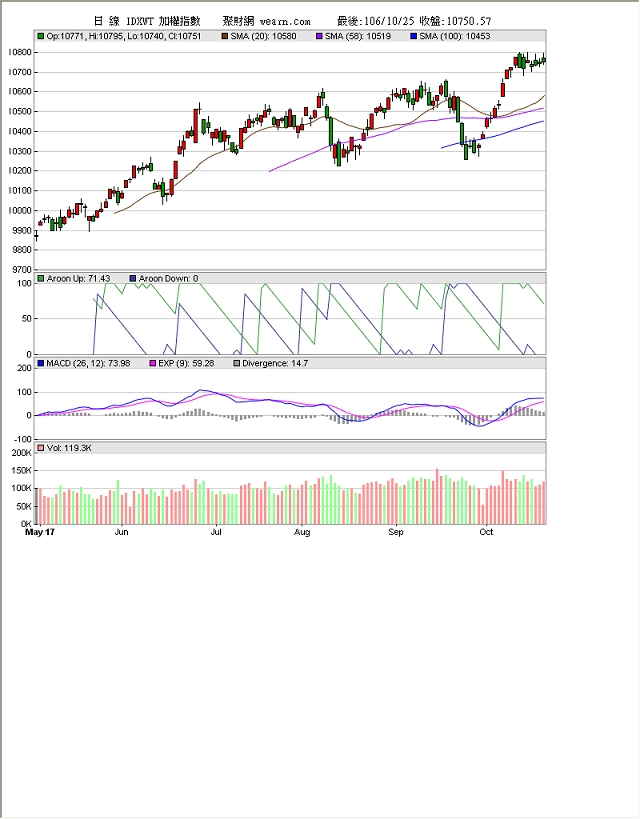 日 線 IDXWT 加權指數 聚財網 wearn.com 最後:106/10/25 收盤:10750.57
Op:10771, Hi:10795, Lo:10740, Cl:10751 SMA (20): 10580 SMA (58): 10519 SMA (100): 10453
10800
10700
10600
10500
10400
10300
10200
10100
10000
9900
9800
9700
Aroon Up: 71.43 Aroon Down: 0
100
50
0
MACD (26, 12): 73.98 EXP (9): 59.28 Divergence: 14.7
200
100
0
-100
Vol: 119.3K
200K
150K
100K
50K
0K
May 17 Jun Jul Aug Sep Oct